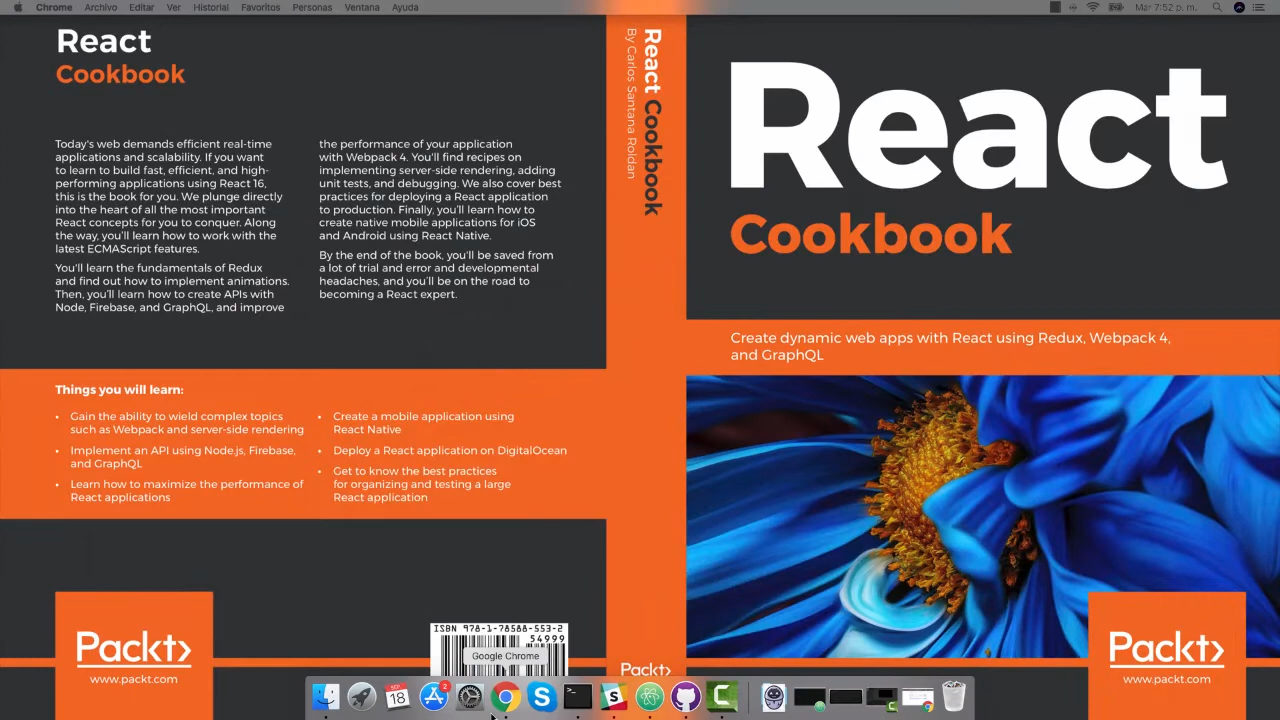 Chrome Archivo Editar Ver Historial Favoritos Personas Ventana Ayuda
Mar 7:52 p. m.
React
Cookbook
Today's web demands efficient real-time
applications and scalability. If you want
to learn to build fast, efficient, and high-
performing applications using React 16,
this is the book for you. We plunge directly
into the heart of all the most important
React concepts for you to conquer. Along
the way, you'll learn how to work with the
latest ECMAScript features.
You'll learn the fundamentals of Redux
and find out how to implement animations.
Then, you'll learn how to create APIs with
Node, Firebase, and GraphQL, and improve
the performance of your application
with Webpack 4. You'll find recipes on
implementing server-side rendering, adding
unit tests, and debugging. We also cover best
practices for deploying a React application
to production. Finally, you'll learn how to
create native mobile applications for iOS
and Android using React Native.
By the end of the book, you'll be saved from
a lot of trial and error and developmental
headaches, and you'll be on the road to
becoming a React expert.
Things you will learn:
• Gain the ability to wield complex topics
such as Webpack and server-side rendering
• Implement an API using Node.js, Firebase,
and GraphQL
• Learn how to maximize the performance of
React applications
• Create a mobile application using
React Native
• Deploy a React application on DigitalOcean
• Get to know the best practices
for organizing and testing a large
React application
Packt>
www.packt.com
ISBN 978-1-78588-553-2
54999
Google Chrome
React Cookbook
By Carlos Santana Roldan
Packt>
React
Cookbook
Create dynamic web apps with React using Redux, Webpack 4,
and GraphQL
Packt>
www.packt.com
SEP
18
2